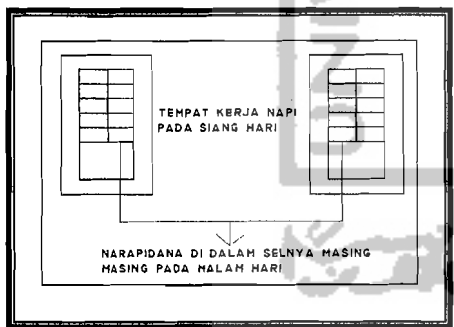 TEMPAT KERJA NAPI
PADA SIANG HARI
NARAPIDANA DI DALAM SELNYA MASING
MASING PADA MALAM HARI